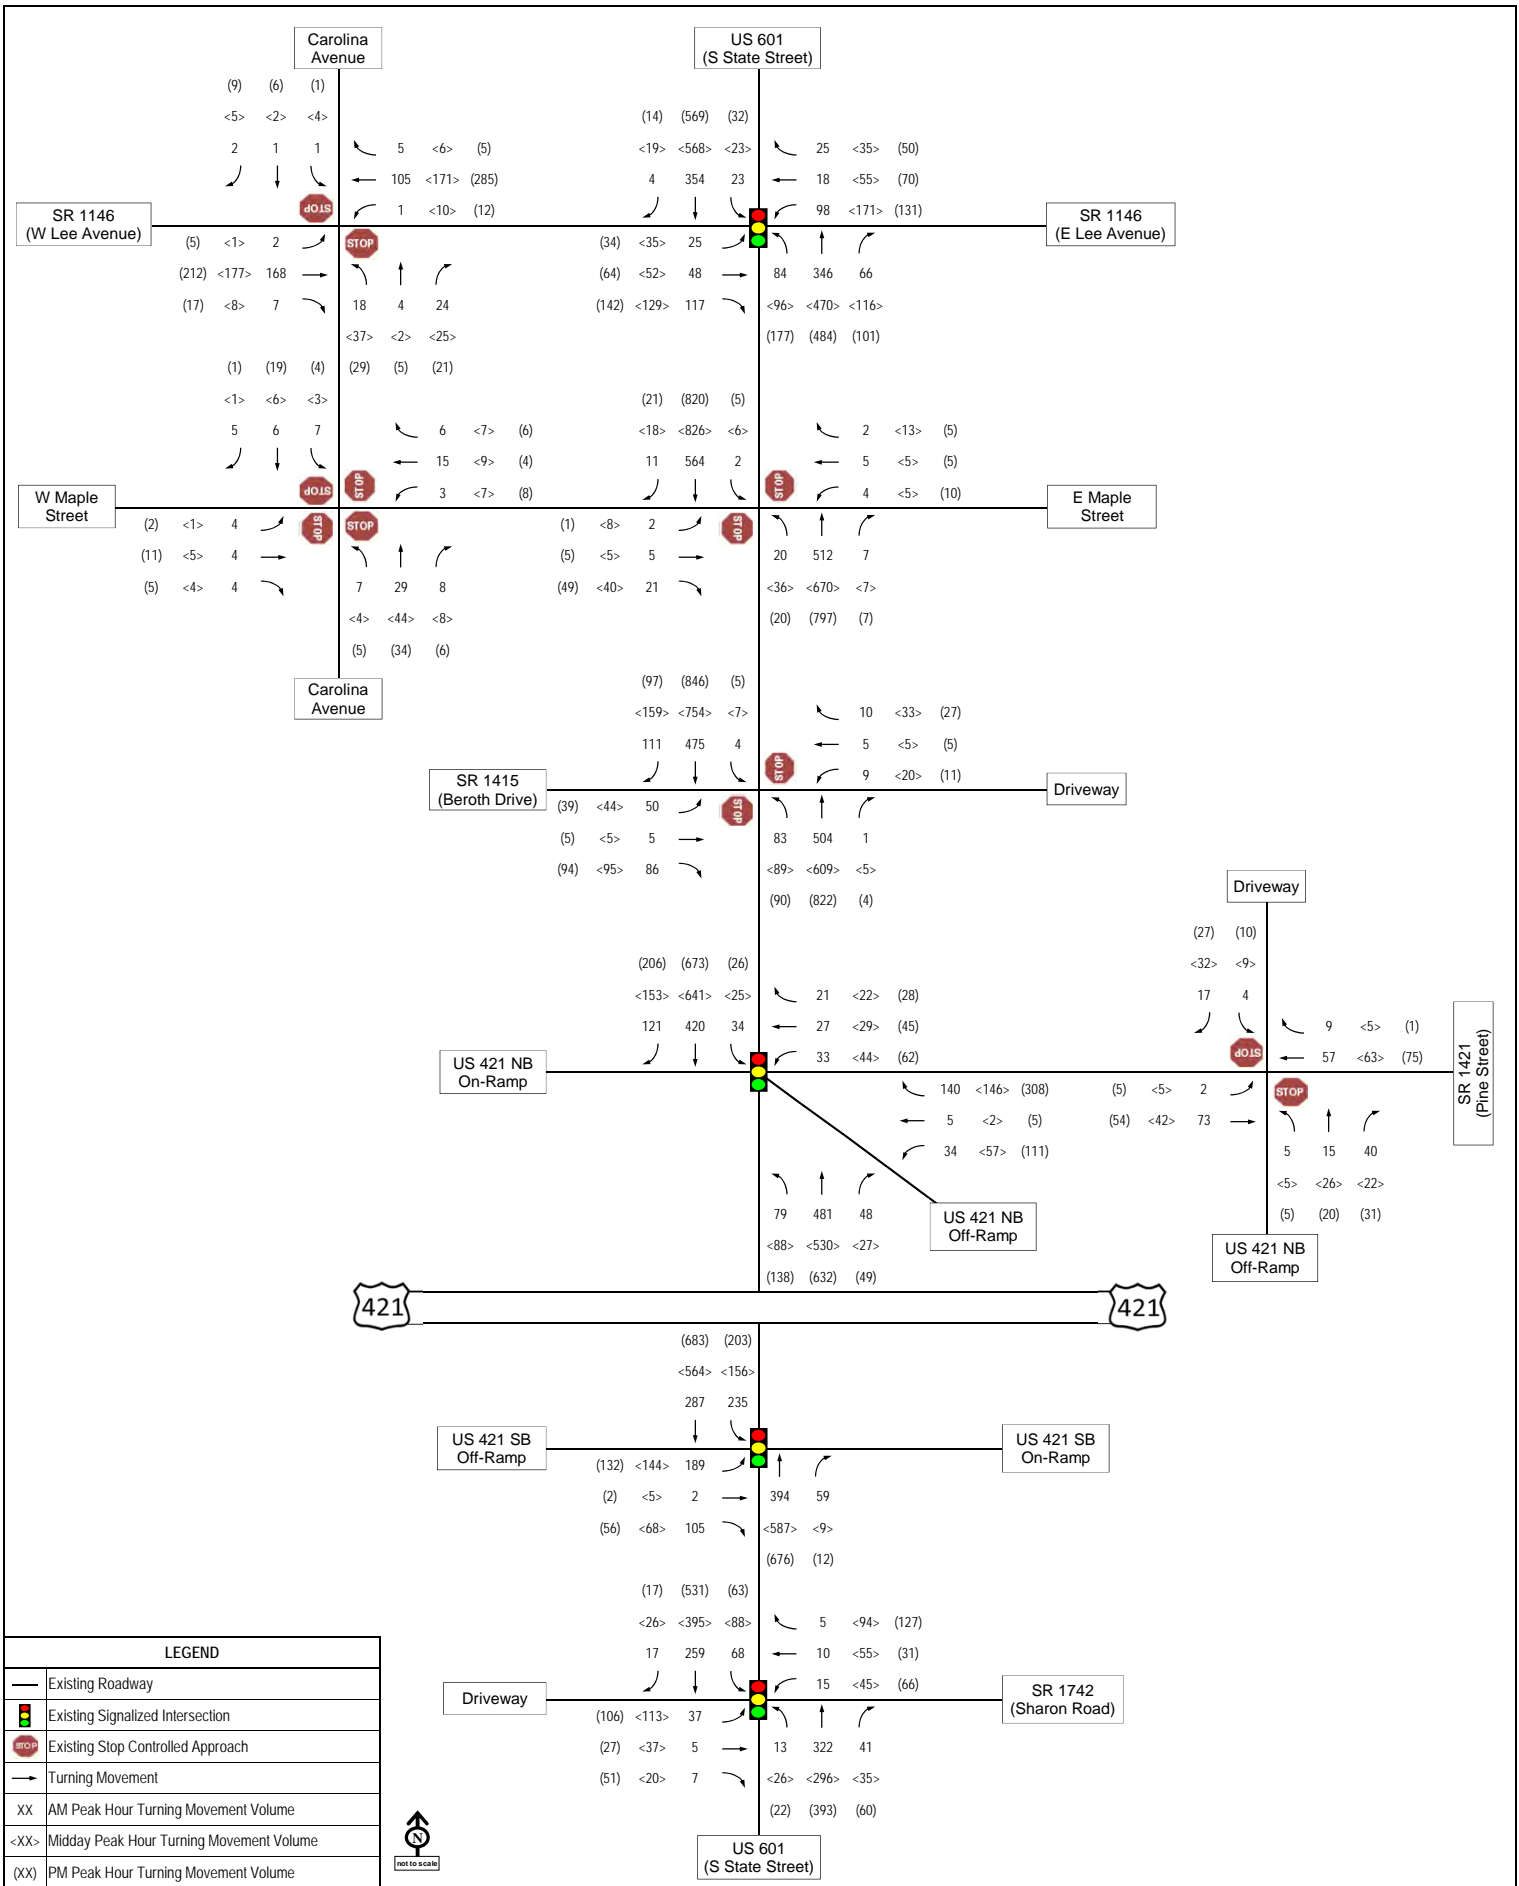 Carolina
Avenue
US 601
(S State Street)
(9) (6) (1)
<5> <2> <4>
2 1 1
5 <6> (5)
105 <171> (285)
1 <10> (12)
STOP
SR 1146
(W Lee Avenue)
STOP
(5) <1> 2
(212) <177> 168
(17) <8> 7
18 4 24
<37> <2> <25>
(29) (5) (21)
(14) (569) (32)
<19> <568> <23>
4 354 23
25 <35> (50)
18 <55> (70)
98 <171> (131)
SR 1146
(E Lee Avenue)
(34) <35> 25
(64) <52> 48
(142) <129> 117
84 346 66
<96> <470> <116>
(177) (484) (101)
(1) (19) (4)
<1> <6> <3>
5 6 7
6 <7> (6)
15 <9> (4)
3 <7> (8)
STOP
STOP
W Maple
Street
STOP
STOP
(2) <1> 4
(11) <5> 4
(5) <4> 4
7 29 8
<4> <44> <8>
(5) (34) (6)
Carolina
Avenue
(21) (820) (5)
<18> <826> <6>
11 564 2
2 <13> (5)
5 <5> (5)
4 <5> (10)
STOP
E Maple
Street
STOP
(1) <8> 2
(5) <5> 5
(49) <40> 21
20 512 7
<36> <670> <7>
(20) (797) (7)
(97) (846) (5)
<159> <754> <7>
111 475 4
10 <33> (27)
5 <5> (5)
9 <20> (11)
STOP
SR 1415
(Beroth Drive)
Driveway
STOP
(39) <44> 50
(5) <5> 5
(94) <95> 86
83 504 1
<89> <609> <5>
(90) (822) (4)
Driveway
(27) (10)
<32> <9>
17 4
9 <5> (1)
57 <63> (75)
STOP
STOP
SR 1421
(Pine Street)
(206) (673) (26)
<153> <641> <25>
121 420 34
21 <22> (28)
27 <29> (45)
33 <44> (62)
US 421 NB
On-Ramp
140 <146> (308)
5 <2> (5)
34 <57> (111)
(5) <5> 2
(54) <42> 73
5 15 40
<5> <26> <22>
(5) (20) (31)
79 481 48
<88> <530> <27>
(138) (632) (49)
US 421 NB
Off-Ramp
US 421 NB
Off-Ramp
421
421
(683) (203)
<564> <156>
287 235
US 421 SB
Off-Ramp
US 421 SB
On-Ramp
(132) <144> 189
(2) <5> 2
(56) <68> 105
394 59
<587> <9>
(676) (12)
(17) (531) (63)
<26> <395> <88>
17 259 68
5 <94> (127)
10 <55> (31)
15 <45> (66)
Driveway
SR 1742
(Sharon Road)
(106) <113> 37
(27) <37> 5
(51) <20> 7
13 322 41
<26> <296> <35>
(22) (393) (60)
US 601
(S State Street)
LEGEND
Existing Roadway
Existing Signalized Intersection
STOP Existing Stop Controlled Approach
Turning Movement
XX AM Peak Hour Turning Movement Volume
<XX> Midday Peak Hour Turning Movement Volume
(XX) PM Peak Hour Turning Movement Volume
N
not to scale